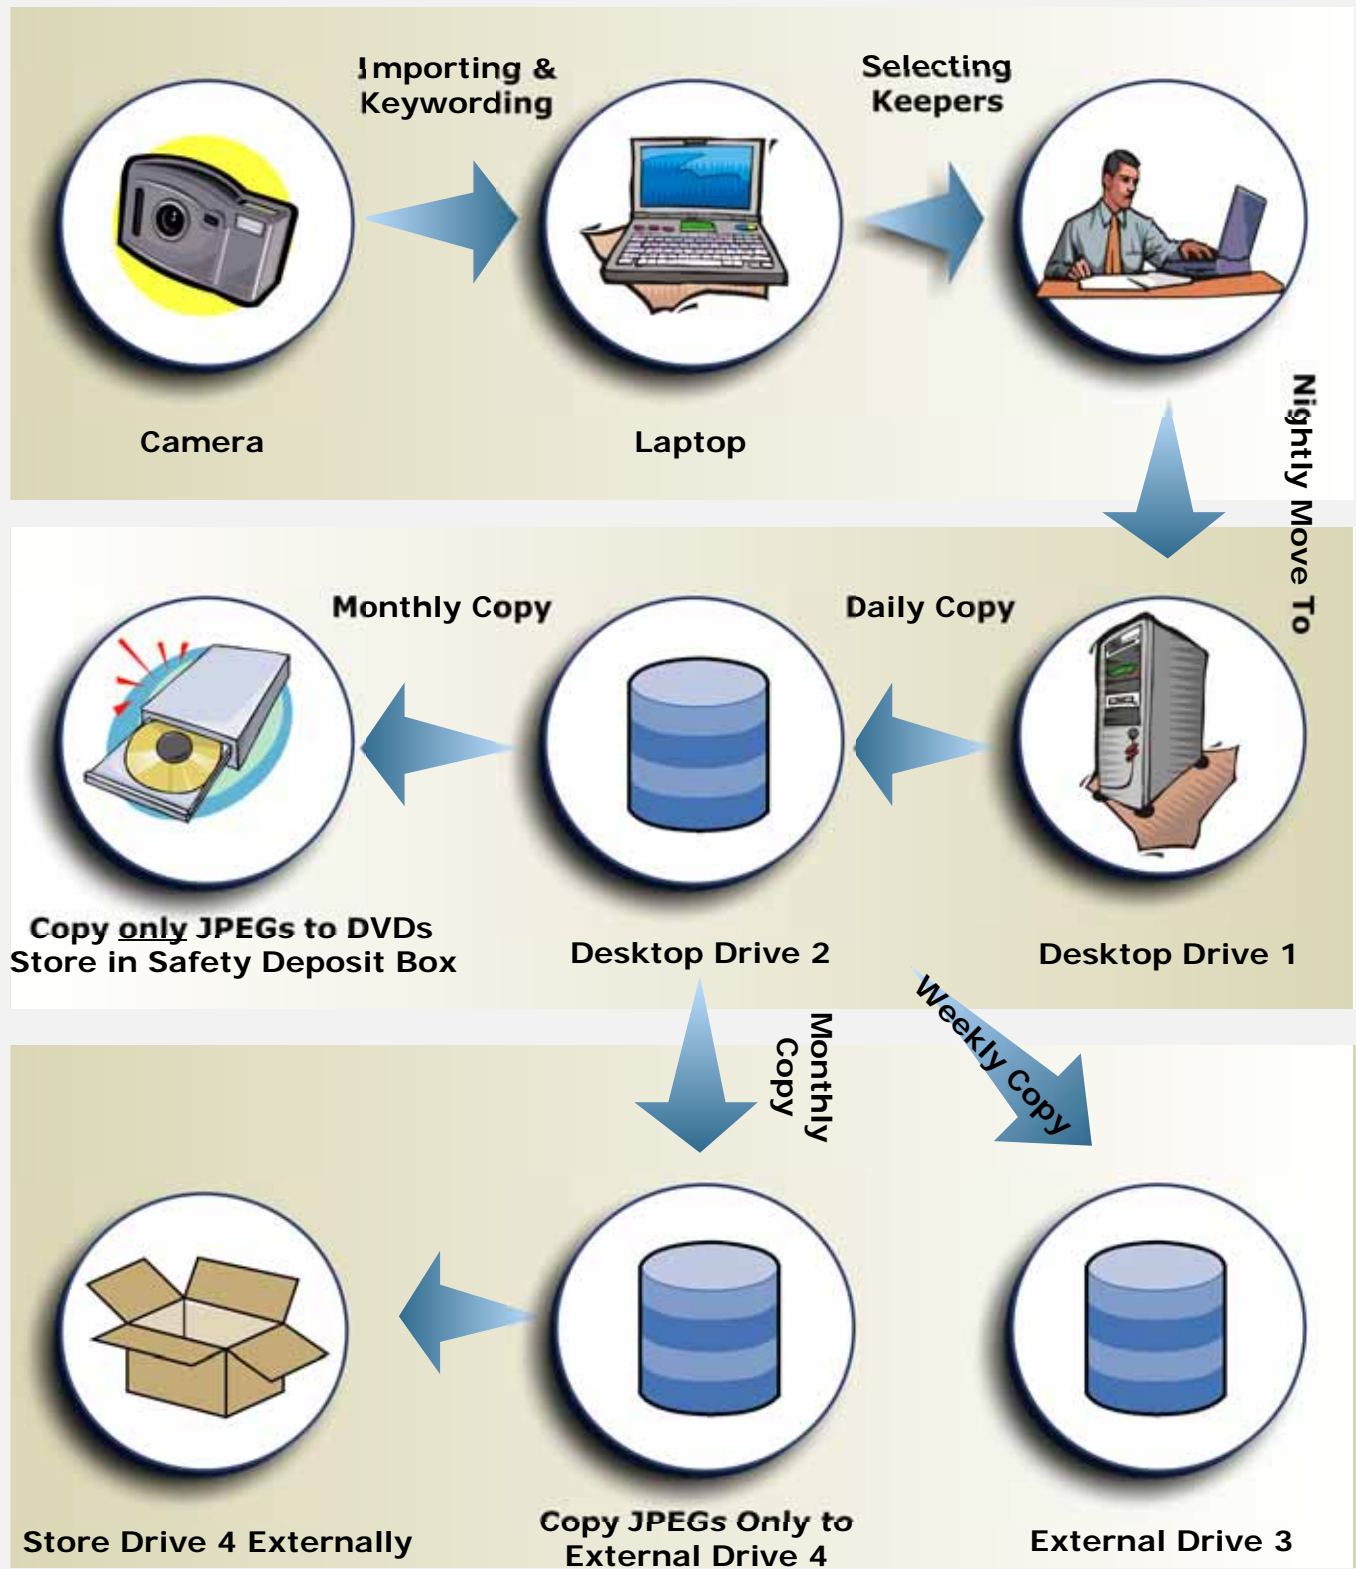 Importing &
Keywording
Selecting
Keepers
Camera
Laptop
Nightly Move To
Monthly Copy
Daily Copy
Copy only JPEGs to DVDs
Store in Safety Deposit Box
Desktop Drive 2
Desktop Drive 1
Monthly
Copy
Weekly Copy
Store Drive 4 Externally
Copy JPEGs Only to
External Drive 4
External Drive 3